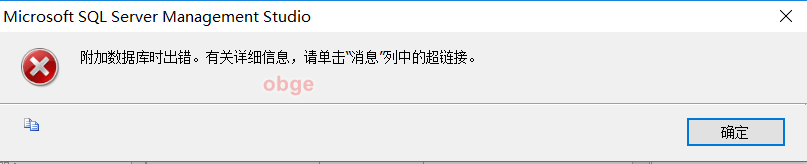 Microsoft SQL Server Management Studio
附加数据库时出错。有关详细信息，请单击“消息”列中的超链接。
obge
确定